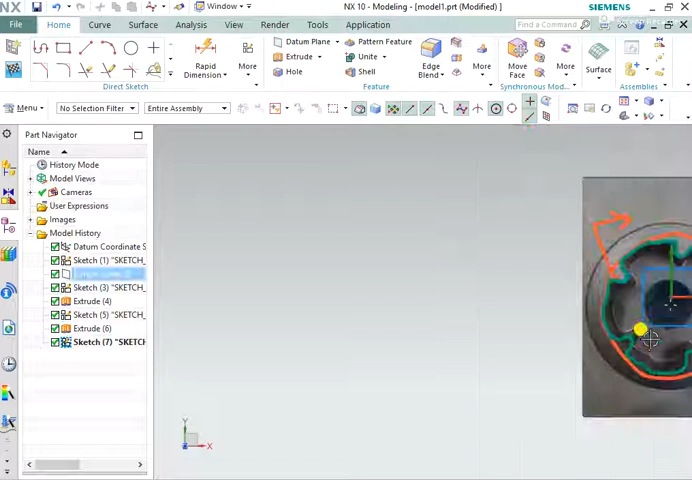 NX
Window
NX 10 - Modeling - [model1.prt (Modified) ]
SIEMENS
File
Home
Curve
Surface
Analysis
View
Render
Tools
Application
Find a Command
Rapid
Dimension
More
Direct Sketch
Datum Plane
Extrude
Hole
Pattern Feature
Unite
Shell
Edge
Blend
More
Feature
Move
Face
More
Synchronous Mod...
Surface
Assemblies
Menu
No Selection Filter
Entire Assembly
Part Navigator
Name
History Mode
Model Views
Cameras
User Expressions
Images
Model History
Datum Coordinate S
Sketch (1) "SKETCH_
Sketch (3) "SKETCH_
Extrude (4)
Sketch (5) "SKETCH_
Extrude (6)
Sketch (7) "SKETCH
Y
X